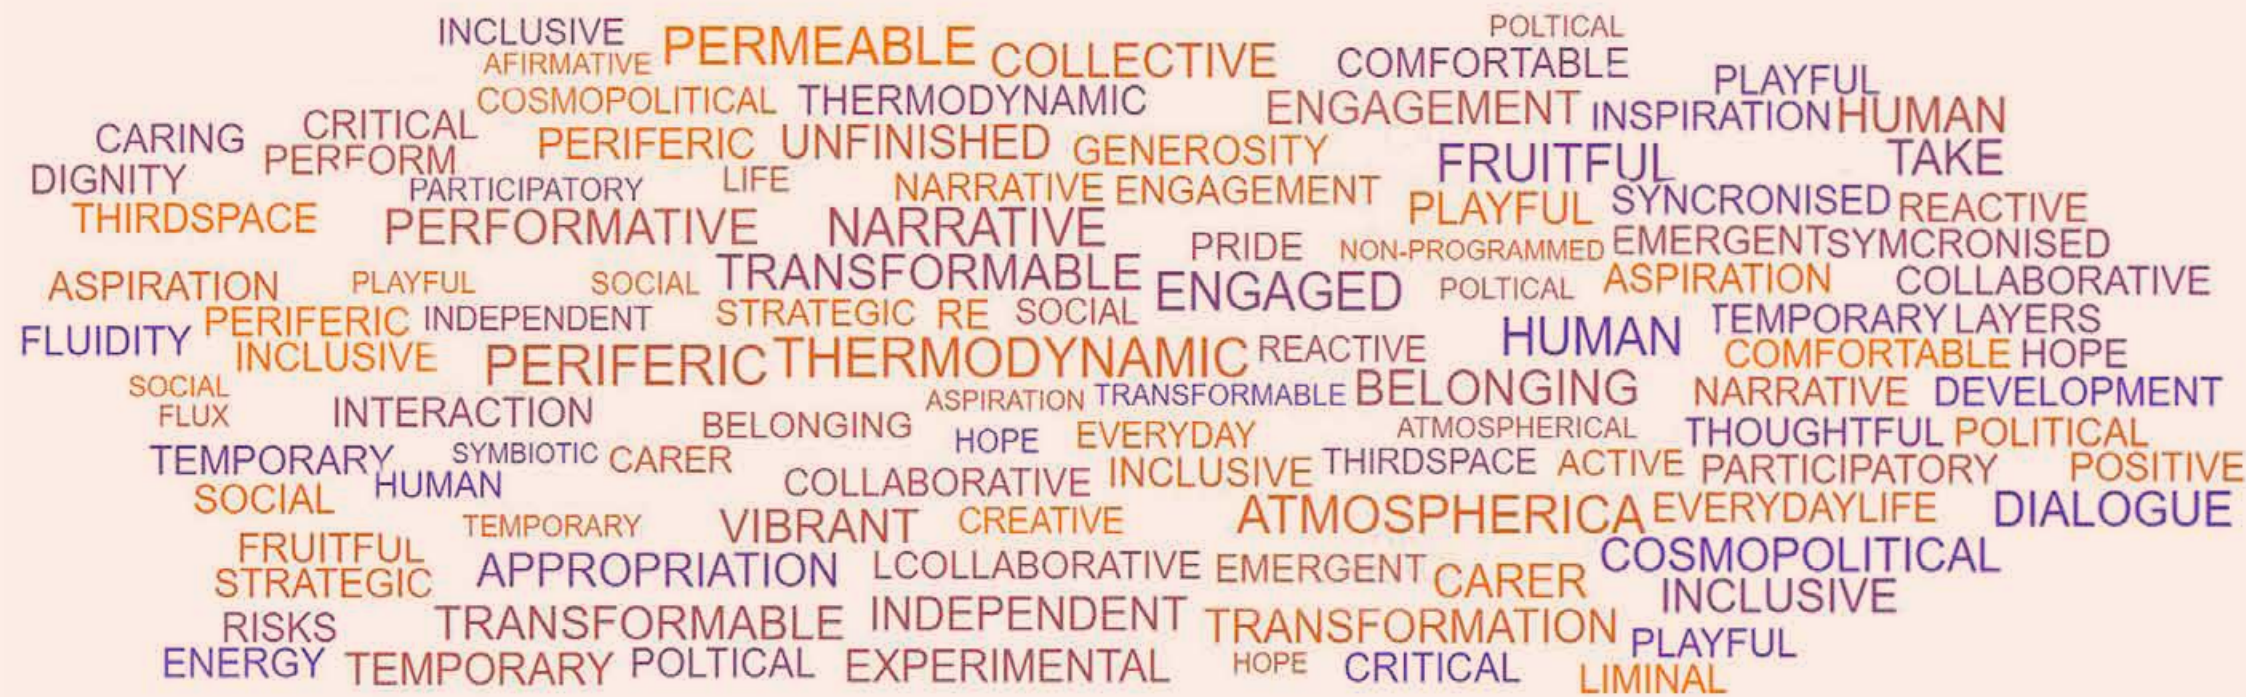 INCLUSIVE PERMEABLE COLLECTIVE POLTICAL
AFIRMATIVE COMFORTABLE PLAYFUL
COSMOPOLITICAL THERMODYNAMIC ENGAGEMENT INSPIRATION HUMAN
CARING CRITICAL PERIFERIC UNFINISHED GENEROSITY FRUITFUL TAKE
DIGNITY PERFORM PARTICIPATORY LIFE NARRATIVE ENGAGEMENT PLAYFUL SYNCRONISED REACTIVE
THIRDSPACE PERFORMATIVE NARRATIVE PRIDE NON-PROGRAMMED EMERGENT SYMCRONISED
ASPIRATION PLAYFUL SOCIAL TRANSFORMABLE ENGAGED POLTICAL ASPIRATION COLLABORATIVE
FLUIDITY PERIFERIC INDEPENDENT STRATEGIC RE SOCIAL HUMAN TEMPORARY LAYERS
INCLUSIVE PERIFERIC THERMODYNAMIC REACTIVE COMFORTABLE HOPE
SOCIAL ASPIRATION TRANSFORMABLE BELONGING NARRATIVE DEVELOPMENT
FLUX INTERACTION BELONGING HOPE EVERYDAY ATMOSPHERICAL THOUGHTFUL POLITICAL
TEMPORARY SYMBIOTIC CARER COLLABORATIVE INCLUSIVE THIRDSPACE ACTIVE PARTICIPATORY POSITIVE
SOCIAL HUMAN TEMPORARY VIBRANT CREATIVE ATMOSPHERICA EVERYDAYLIFE DIALOGUE
FRUITFUL APPROPRIATION LCOLLABORATIVE EMERGENT CARER COSMOPOLITICAL
STRATEGIC INCLUSIVE
RISKS TRANSFORMABLE INDEPENDENT TRANSFORMATION PLAYFUL
ENERGY TEMPORARY POLTICAL EXPERIMENTAL HOPE CRITICAL LIMINAL